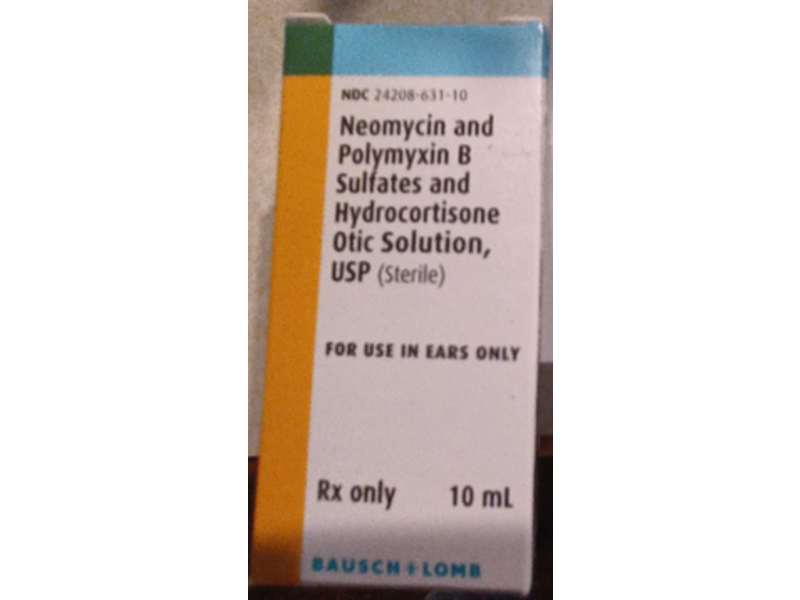 NDC 24208-631-10
Neomycin and
Polymyxin B
Sulfates and
Hydrocortisone
Otic Solution,
USP (Sterile)
FOR USE IN EARS ONLY
Rx only 10 mL
BAUSCH + LOMB